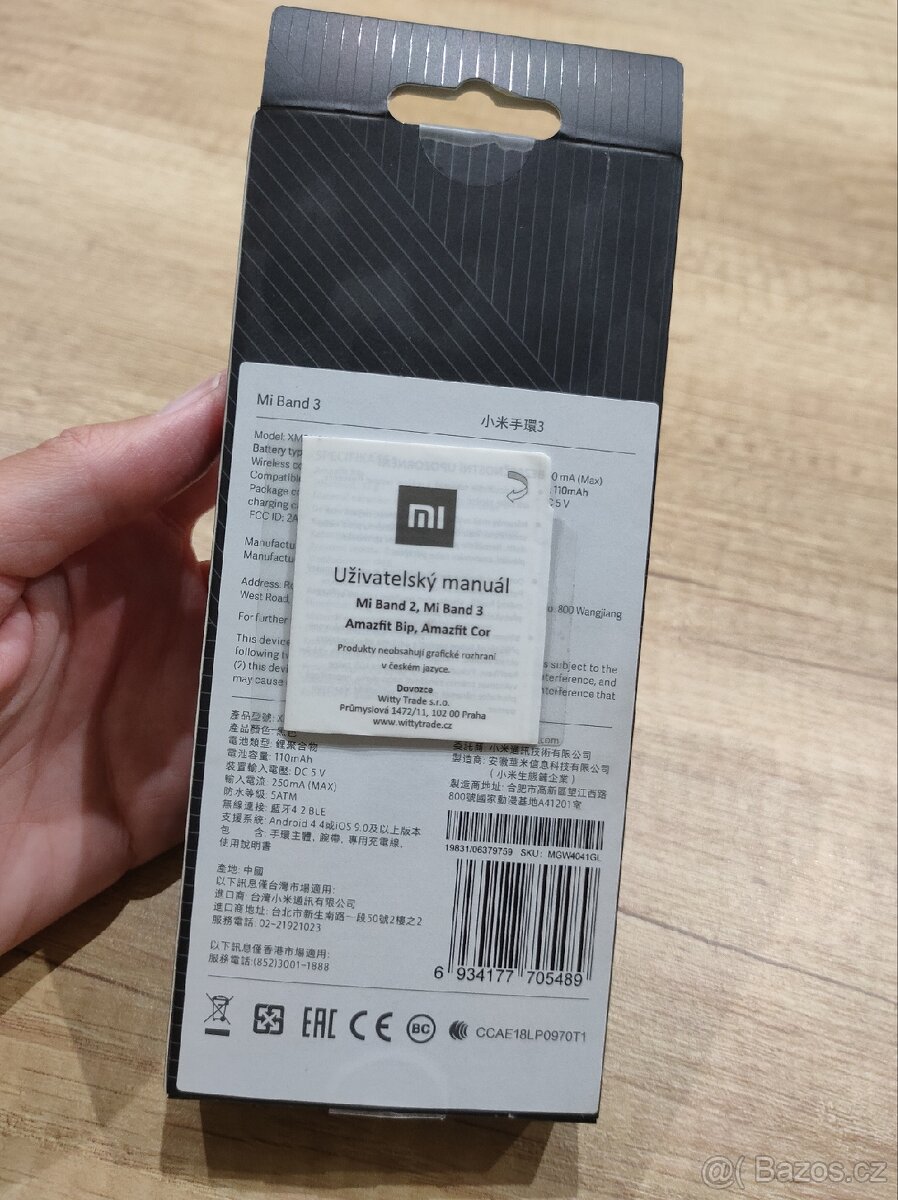 Mi Band 3
小米手環3
Model: XM
Battery typ
Wireless co
Compatible
Package co
charging ca
FCC ID: 2A
0 mA (Max)
110mAh
5 V
Manufactu
Manufactu
Address: Ro
West Road,
o. 800 Wangjiang
For further
This device
following tw
(2) this devi
may cause
s subject to the
terference, and
terference that
.com
mi
Uživatelský manuál
Mi Band 2, Mi Band 3
Amazfit Bip, Amazfit Cor
Produkty neobsahují grafické rozhraní
v českém jazyce.
Dovozce
Witty Trade s.r.o.
Průmyslová 1472/11, 102 00 Praha
www.wittytrade.cz
產品型號: X
產品顏色: 黑色
電池類型: 鋰聚合物
電池容量: 110mAh
裝置輸入電壓: DC 5 V
輸入電流: 250mA (MAX)
防水等級: 5ATM
無線連接: 藍牙4.2 BLE
支援系統: Android 4.4或iOS 9.0及以上版本
包 含: 手環主體, 腕帶, 專用充電線,
使用說明書
委託商: 小米通訊技術有限公司
製造商: 安徽華米信息科技有限公司
(小米生態鏈企業)
製造商地址: 合肥市高新區望江西路
800號國家動漫基地A41201室
19831/06379759 SKU: MGW4041GL
6 934177 705489
產地: 中國
以下訊息僅台灣市場適用:
進口商: 台灣小米通訊有限公司
進口商地址: 台北市新生南路一段50號2樓之2
服務電話: 02-21921023
以下訊息僅香港市場適用:
服務電話: (852)3001-1888
EAC CE BC CCAE18LP0970T1
@( Bazos.cz